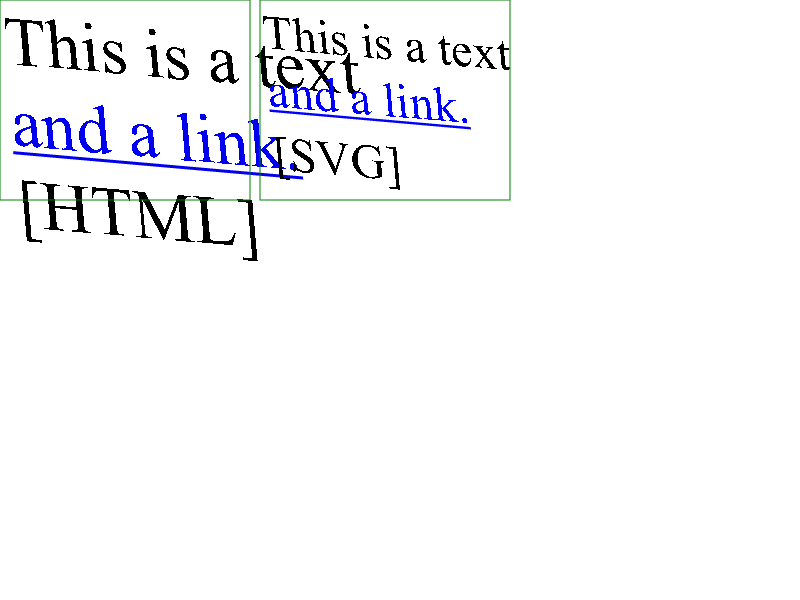 This is a text
and a link.
[HTML]
This is a text
and a link.
[SVG]